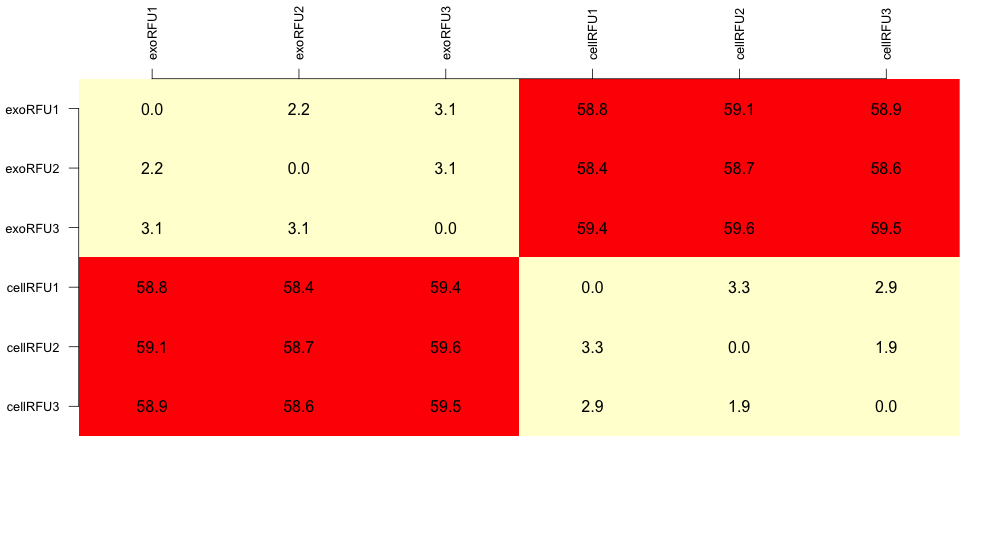 exoRFU1 exoRFU2 exoRFU3 cellRFU1 cellRFU2 cellRFU3
exoRFU1 0.0 2.2 3.1 58.8 59.1 58.9
exoRFU2 2.2 0.0 3.1 58.4 58.7 58.6
exoRFU3 3.1 3.1 0.0 59.4 59.6 59.5
cellRFU1 58.8 58.4 59.4 0.0 3.3 2.9
cellRFU2 59.1 58.7 59.6 3.3 0.0 1.9
cellRFU3 58.9 58.6 59.5 2.9 1.9 0.0